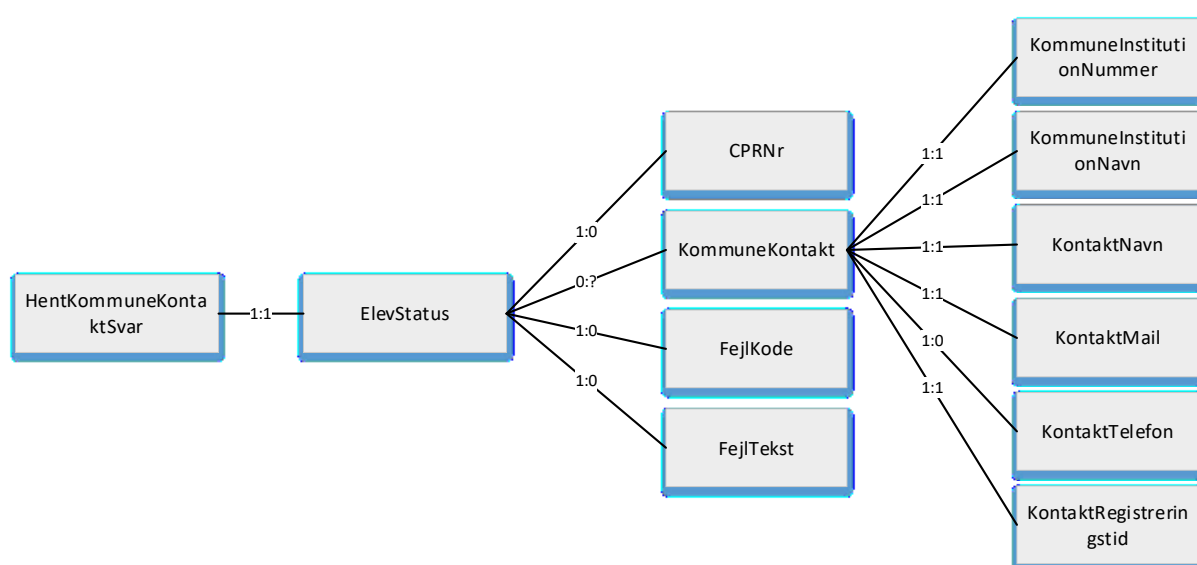 HentKommuneKonta
ktSvar
1:1
ElevStatus
1:0
0:?
1:0
1:0
CPRNr
KommuneKontakt
FejlKode
FejlTekst
1:1
1:1
1:1
1:1
1:0
1:1
KommuneInstituti
onNummer
KommuneInstituti
onNavn
KontaktNavn
KontaktMail
KontaktTelefon
KontaktRegistrerin
gstid